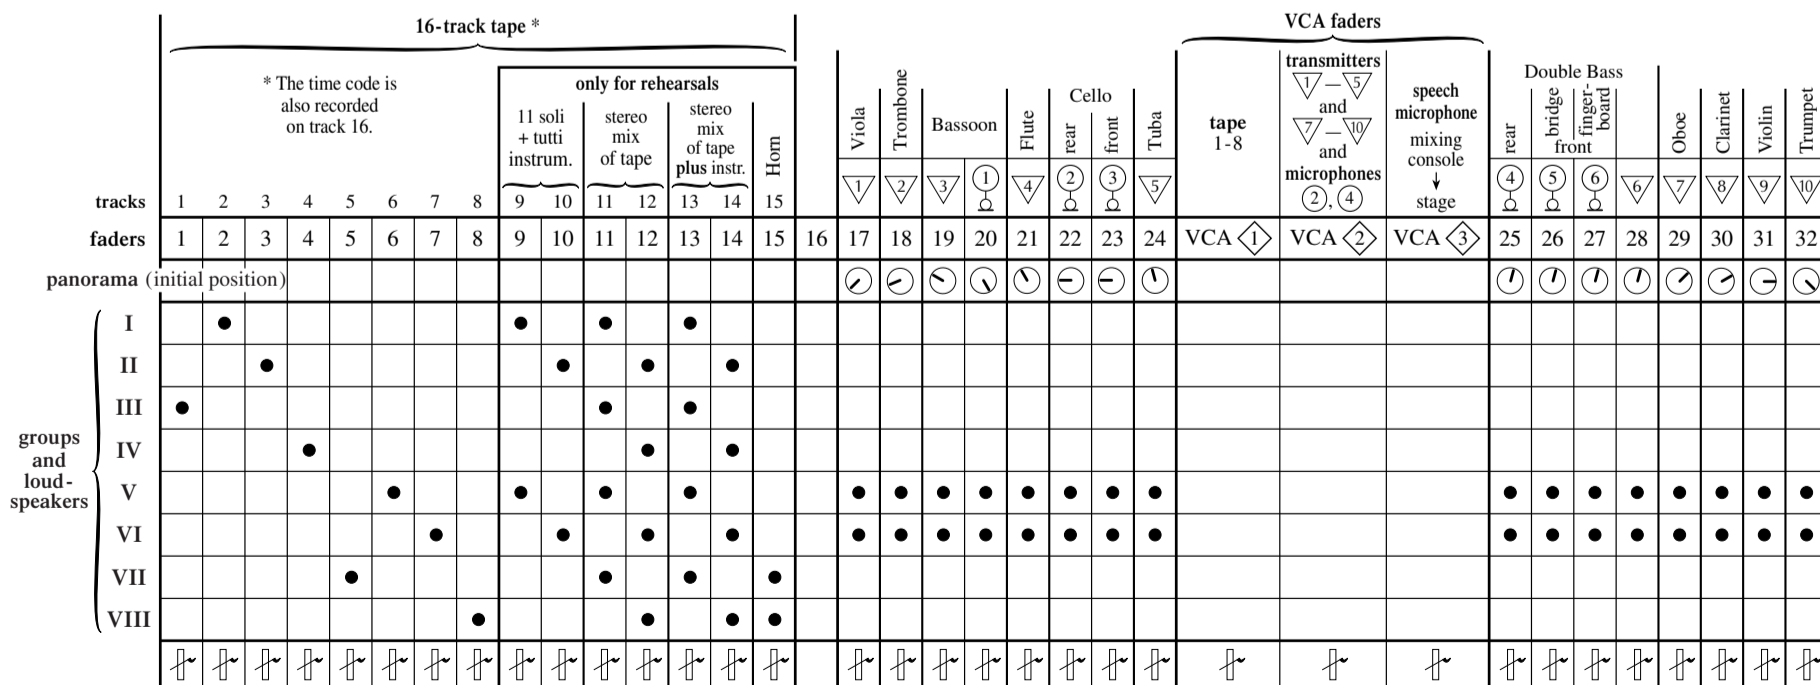 16-track tape *
VCA faders
* The time code is
also recorded
on track 16.
only for rehearsals
11 soli
+ tutti
instrum.
stereo
mix
of tape
stereo
mix
of tape
plus instr.
Horn
Viola
Trombone
Bassoon
Flute
Cello
rear
front
Tuba
tape
1-8
transmitters
1 — 5
and
7 — 10
and
microphones
2, 4
speech
microphone
mixing
console
↓
stage
Double Bass
rear
bridge
finger-
board
front
Oboe
Clarinet
Violin
Trumpet
1 2 3 1 4 2 3 5 4 5 6 6 7 8 9 10
tracks 1 2 3 4 5 6 7 8 9 10 11 12 13 14 15
faders 1 2 3 4 5 6 7 8 9 10 11 12 13 14 15 16 17 18 19 20 21 22 23 24 VCA 1 VCA 2 VCA 3 25 26 27 28 29 30 31 32
panorama (initial position)
groups
and
loud-
speakers
I
II
III
IV
V
VI
VII
VIII